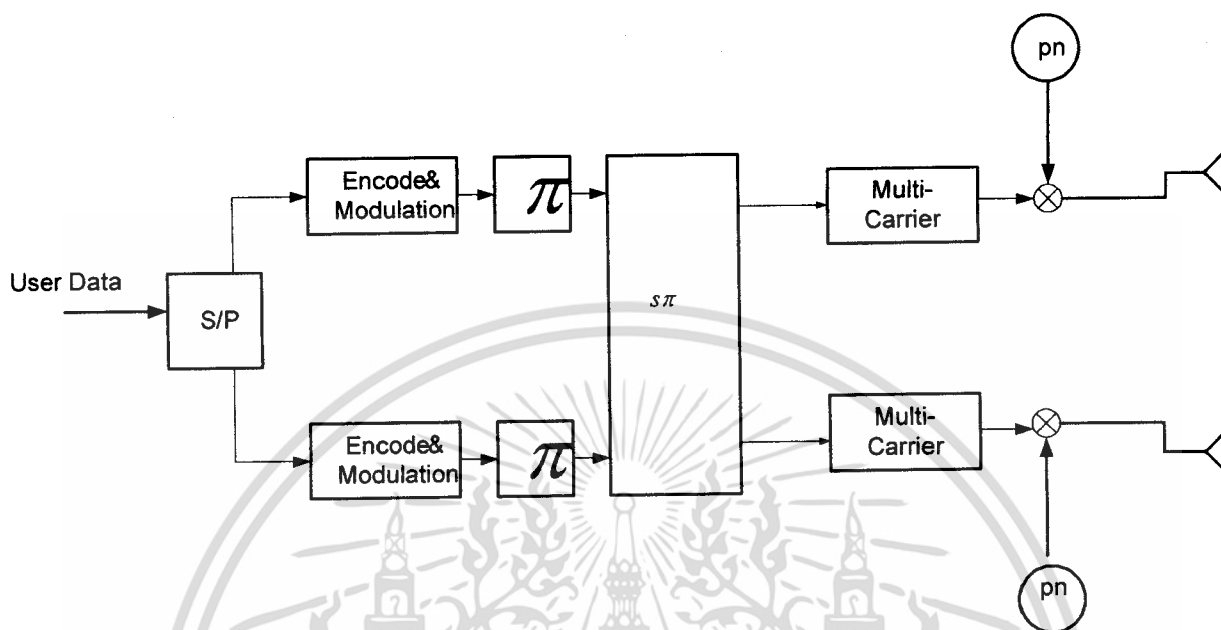 pn
Encode&
Modulation
π
Multi-
Carrier
User Data
S/P
sπ
Encode&
Modulation
π
Multi-
Carrier
pn